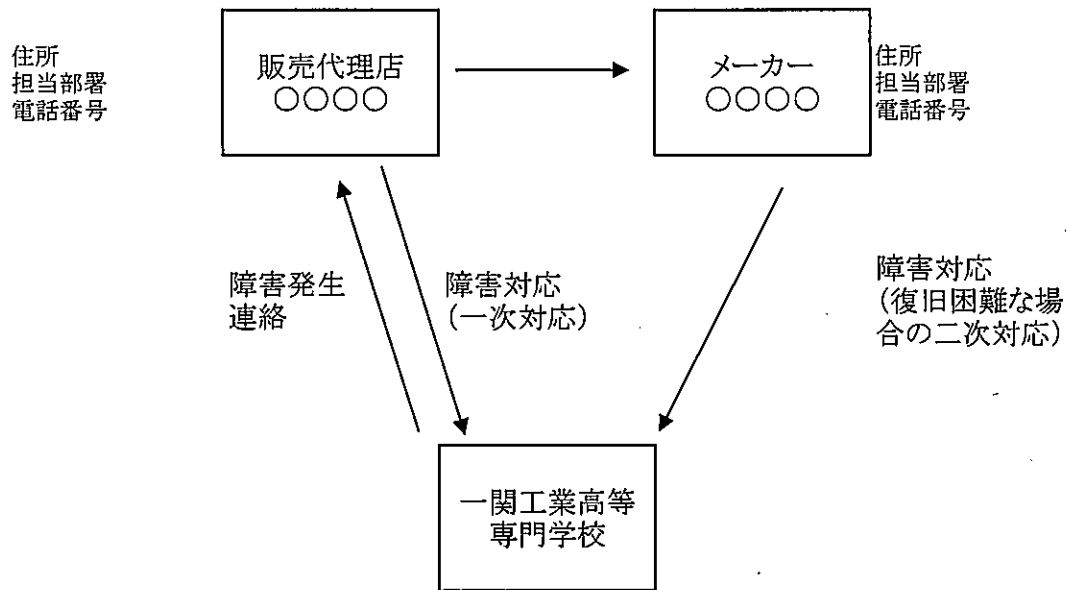 住所
担当部署
電話番号
販売代理店
○○○○
メーカー
○○○○
住所
担当部署
電話番号
障害発生
連絡
障害対応
(一次対応)
障害対応
(復旧困難な場
合の二次対応)
一関工業高等
専門学校